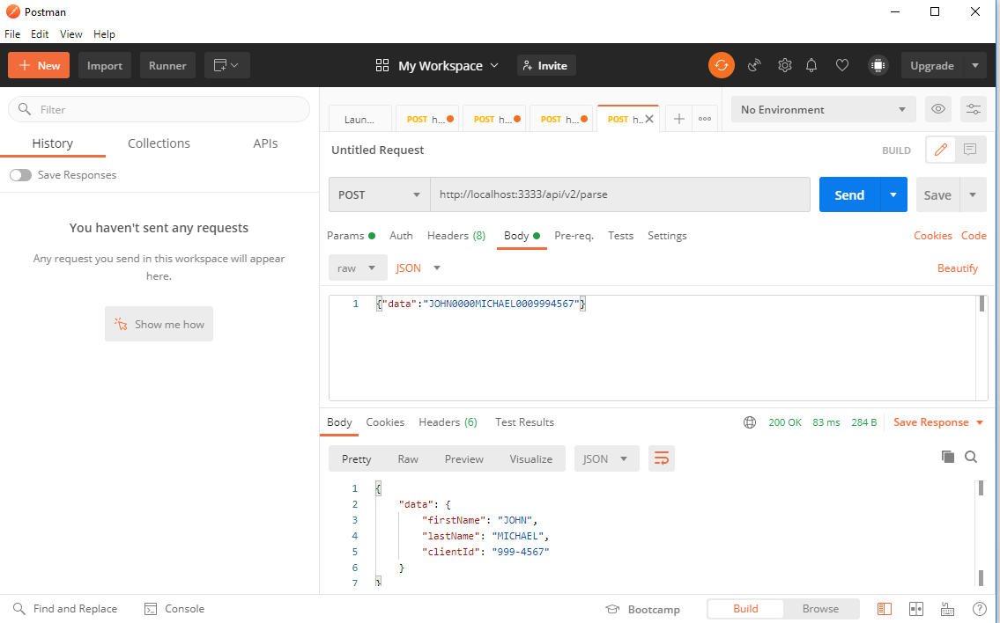 Postman
File Edit View Help
New Import Runner My Workspace Invite Upgrade
Filter
History Collections APIs
Save Responses
You haven't sent any requests
Any request you send in this workspace will appear
here.
Show me how
Laun... POST h... POST h... POST h... POST h.. No Environment
Untitled Request BUILD
POST http://localhost:3333/api/v2/parse Send Save
Params Auth Headers (8) Body Pre-req. Tests Settings Cookies Code
raw JSON Beautify
1 {"data":"JOHN0000MICHAEL0009994567"}
Body Cookies Headers (6) Test Results 200 OK 83 ms 284 B Save Response
Pretty Raw Preview Visualize JSON
1 {
2 "data": {
3 "firstName": "JOHN",
4 "lastName": "MICHAEL",
5 "clientId": "999-4567"
6 }
7 }
Find and Replace Console Bootcamp Build Browse